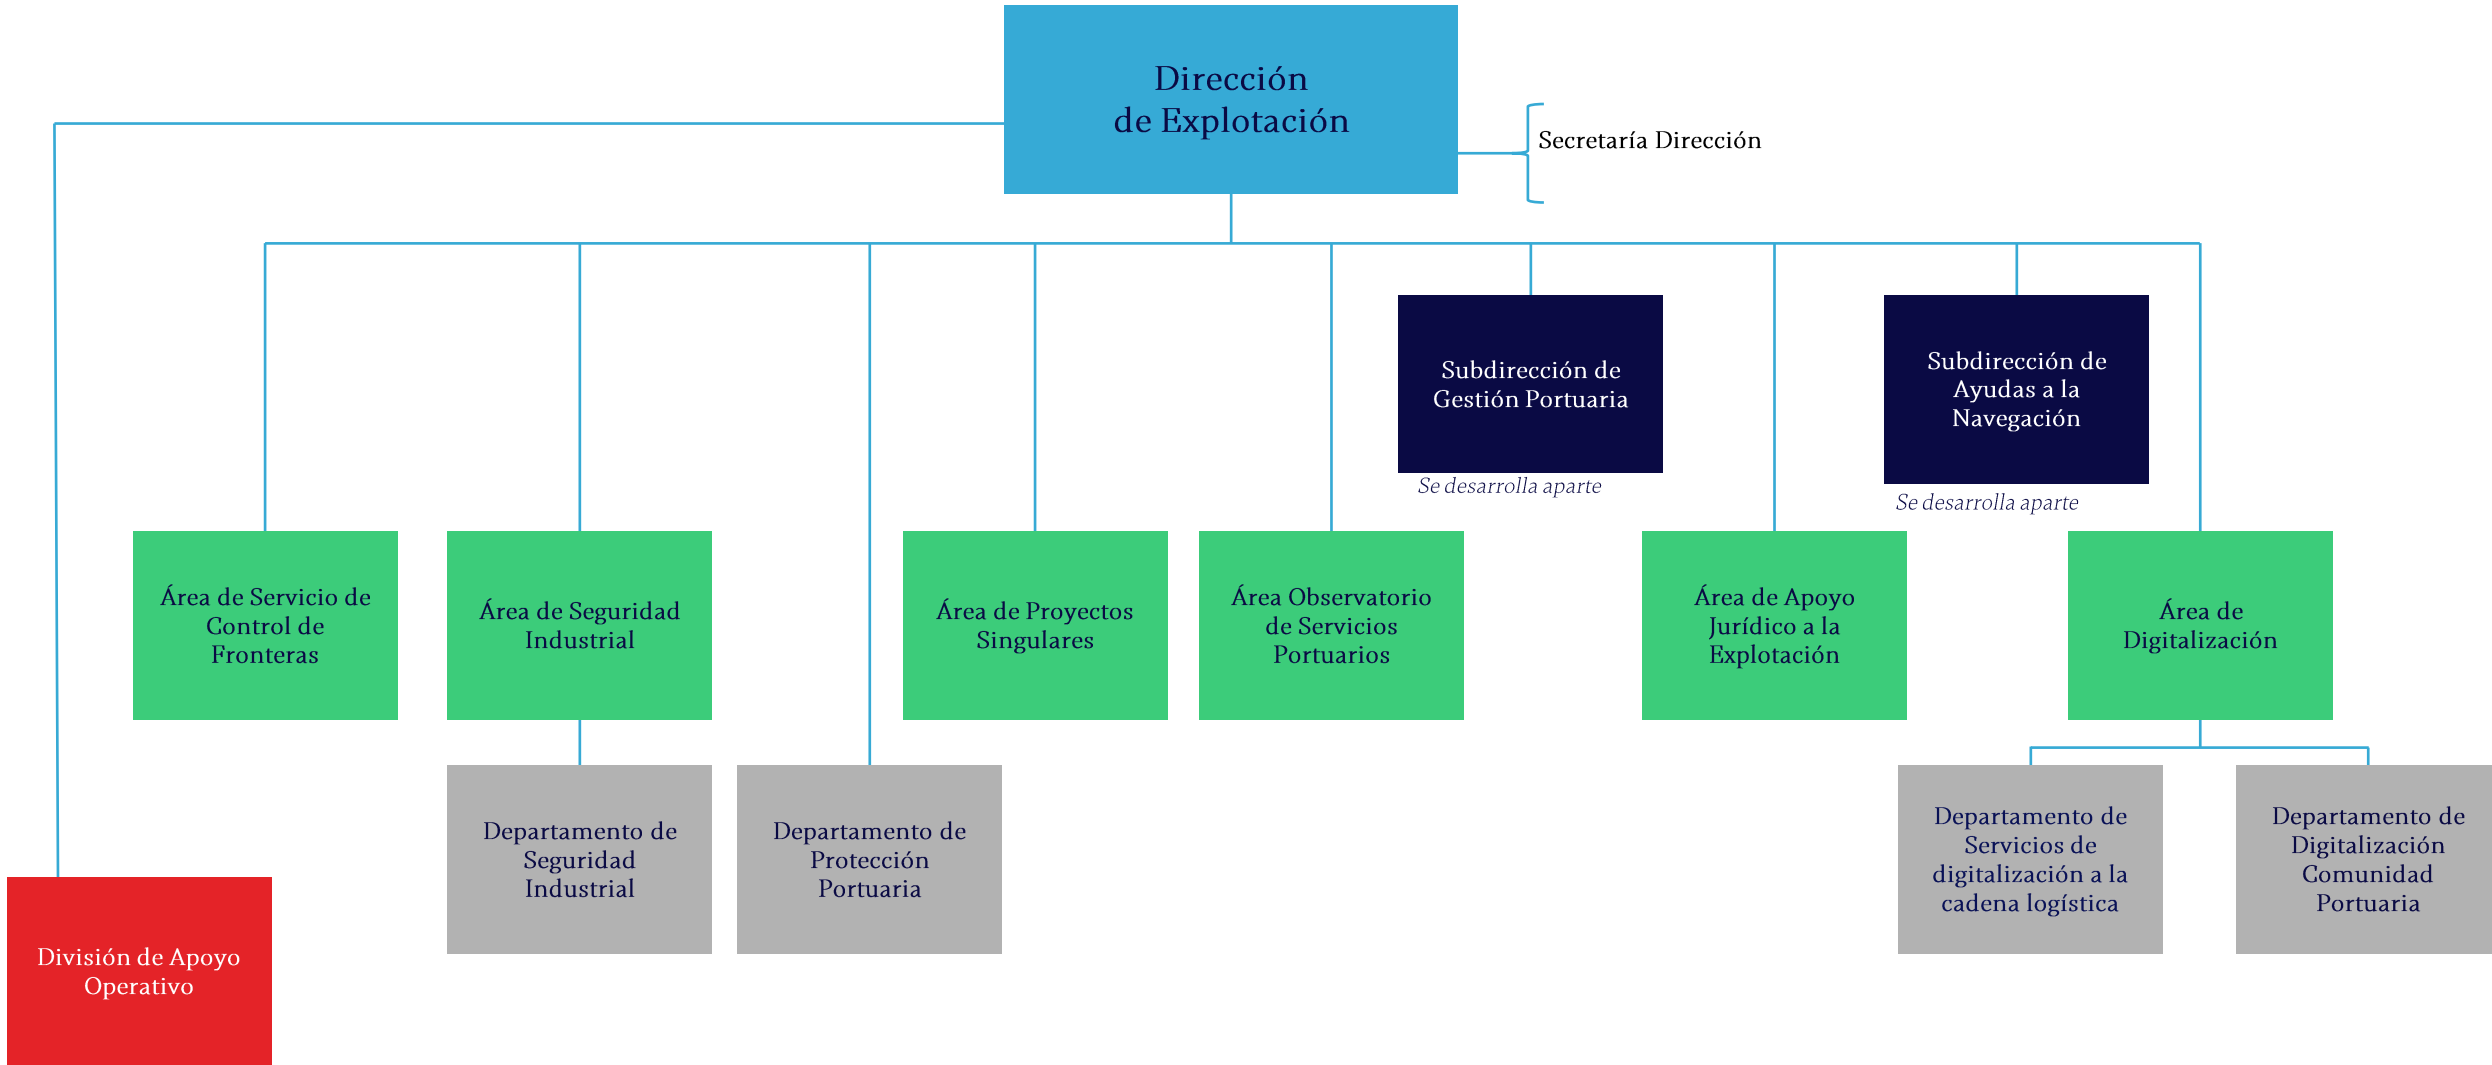 Dirección
de Explotación
Secretaría Dirección
Subdirección de
Gestión Portuaria
Se desarrolla aparte
Subdirección de
Ayudas a la
Navegación
Se desarrolla aparte
Área de Servicio de
Control de
Fronteras
Área de Seguridad
Industrial
Área de Proyectos
Singulares
Área Observatorio
de Servicios
Portuarios
Área de Apoyo
Jurídico a la
Explotación
Área de
Digitalización
Departamento de
Seguridad
Industrial
Departamento de
Protección
Portuaria
Departamento de
Servicios de
digitalización a la
cadena logística
Departamento de
Digitalización
Comunidad
Portuaria
División de Apoyo
Operativo